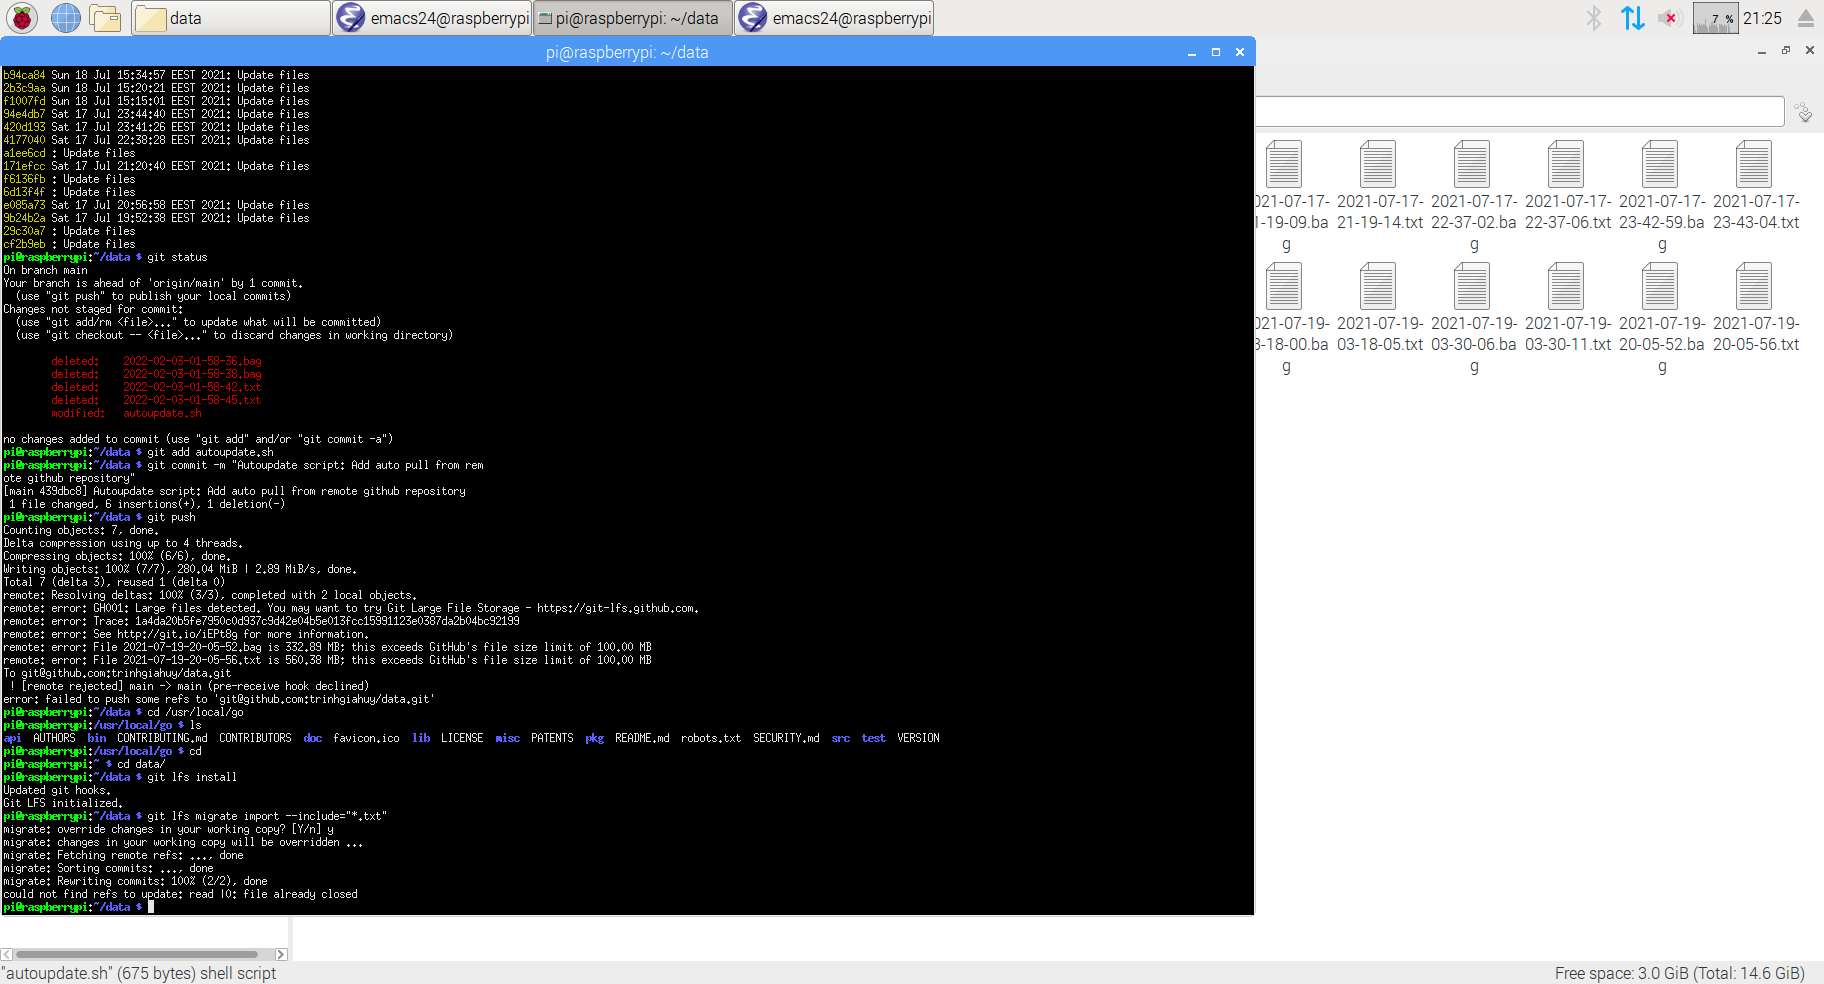 data
emacs24@raspberrypi
pi@raspberrypi: ~/data
emacs24@raspberrypi
7 %
21:25
pi@raspberrypi: ~/data
b94ca84 Sun 18 Jul 15:34:57 EEST 2021: Update files
2b3c9aa Sun 18 Jul 15:20:21 EEST 2021: Update files
f1007fd Sun 18 Jul 15:15:01 EEST 2021: Update files
94e4db7 Sat 17 Jul 23:44:40 EEST 2021: Update files
420d193 Sat 17 Jul 23:41:26 EEST 2021: Update files
4177040 Sat 17 Jul 22:38:28 EEST 2021: Update files
a1ee6cd : Update files
171efcc Sat 17 Jul 21:20:40 EEST 2021: Update files
f6136fb : Update files
6d13f4f : Update files
e085a73 Sat 17 Jul 20:56:58 EEST 2021: Update files
9b24b2a Sat 17 Jul 19:52:38 EEST 2021: Update files
29c30a7 : Update files
cf2b9eb : Update files
pi@raspberrypi:~/data $ git status
On branch main
Your branch is ahead of 'origin/main' by 1 commit.
(use "git push" to publish your local commits)
Changes not staged for commit:
(use "git add/rm <file>..." to update what will be committed)
(use "git checkout -- <file>..." to discard changes in working directory)
deleted: 2022-02-03-01-58-36.bag
deleted: 2022-02-03-01-58-38.bag
deleted: 2022-02-03-01-58-42.txt
deleted: 2022-02-03-01-58-45.txt
modified: autoupdate.sh
no changes added to commit (use "git add" and/or "git commit -a")
pi@raspberrypi:~/data $ git add autoupdate.sh
pi@raspberrypi:~/data $ git commit -m "Autoupdate script: Add auto pull from rem
ote github repository"
[main 439dbc8] Autoupdate script: Add auto pull from remote github repository
1 file changed, 6 insertions(+), 1 deletion(-)
pi@raspberrypi:~/data $ git push
Counting objects: 7, done.
Delta compression using up to 4 threads.
Compressing objects: 100% (6/6), done.
Writing objects: 100% (7/7), 280.04 MiB | 2.89 MiB/s, done.
Total 7 (delta 3), reused 1 (delta 0)
remote: Resolving deltas: 100% (3/3), completed with 2 local objects.
remote: error: GH001: Large files detected. You may want to try Git Large File Storage - https://git-lfs.github.com.
remote: error: Trace: 1a4da20b5fe7950c0d937c9d42e04b5e013fcc15991123e0387da2b04bc92199
remote: error: See http://git.io/iEPt8g for more information.
remote: error: File 2021-07-19-20-05-52.bag is 332.89 MB; this exceeds GitHub's file size limit of 100.00 MB
remote: error: File 2021-07-19-20-05-56.txt is 560.38 MB; this exceeds GitHub's file size limit of 100.00 MB
To git@github.com:trinhgiahuy/data.git
! [remote rejected] main -> main (pre-receive hook declined)
error: failed to push some refs to 'git@github.com:trinhgiahuy/data.git'
pi@raspberrypi:~/data $ cd /usr/local/go
pi@raspberrypi:/usr/local/go $ ls
api AUTHORS bin CONTRIBUTING.md CONTRIBUTORS doc favicon.ico lib LICENSE misc PATENTS pkg README.md robots.txt SECURITY.md src test VERSION
pi@raspberrypi:/usr/local/go $ cd
pi@raspberrypi:~ $ cd data/
pi@raspberrypi:~/data $ git lfs install
Updated git hooks.
Git LFS initialized.
pi@raspberrypi:~/data $ git lfs migrate import --include="*.txt"
migrate: override changes in your working copy? [Y/n] y
migrate: changes in your working copy will be overridden ...
migrate: Fetching remote refs: ..., done
migrate: Sorting commits: ..., done
migrate: Rewriting commits: 100% (2/2), done
could not find refs to update: read |0: file already closed
pi@raspberrypi:~/data $
021-07-17- 2021-07-17- 2021-07-17- 2021-07-17- 2021-07-17- 2021-07-17-
1-19-09.ba 21-19-14.txt 22-37-02.ba 22-37-06.txt 23-42-59.ba 23-43-04.txt
g g g
021-07-19- 2021-07-19- 2021-07-19- 2021-07-19- 2021-07-19- 2021-07-19-
3-18-00.ba 03-18-05.txt 03-30-06.ba 03-30-11.txt 20-05-52.ba 20-05-56.txt
g g g
"autoupdate.sh" (675 bytes) shell script
Free space: 3.0 GiB (Total: 14.6 GiB)